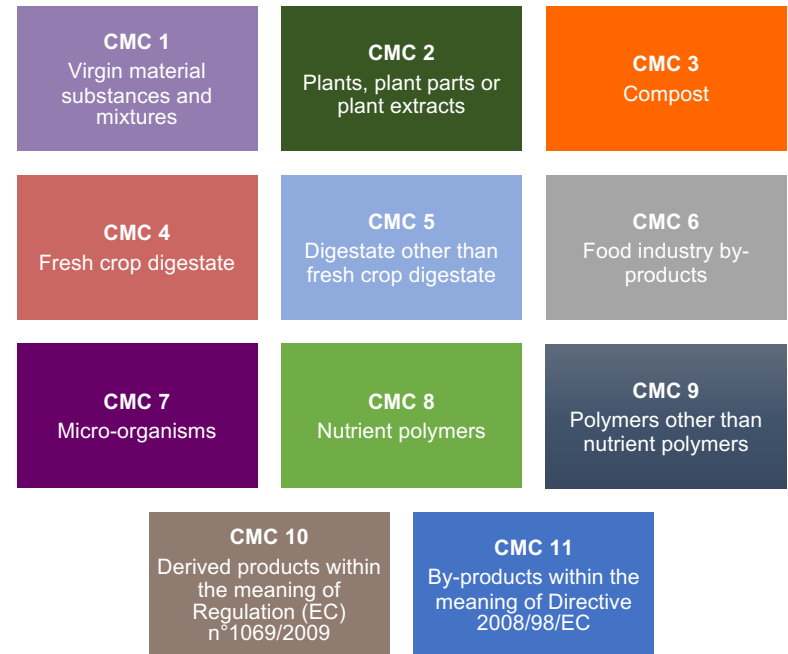 CMC 1
Virgin material
substances and
mixtures
CMC 2
Plants, plant parts or
plant extracts
CMC 3
Compost
CMC 4
Fresh crop digestate
CMC 5
Digestate other than
fresh crop digestate
CMC 6
Food industry by-
products
CMC 7
Micro-organisms
CMC 8
Nutrient polymers
CMC 9
Polymers other than
nutrient polymers
CMC 10
Derived products within
the meaning of
Regulation (EC)
n°1069/2009
CMC 11
By-products within the
meaning of Directive
2008/98/EC